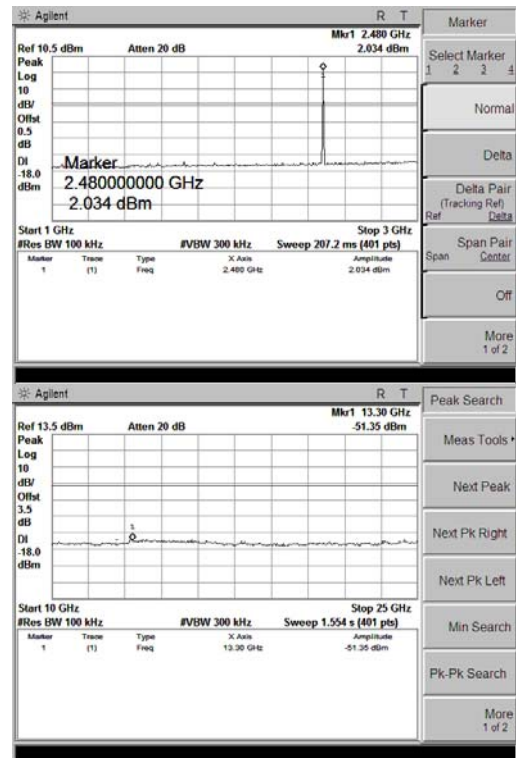 Agilent R T
Mkr1 2.480 GHz
Ref 10.5 dBm Atten 20 dB 2.034 dBm
Peak
Log
10
dB/
Offst
0.5
dB
DI
-18.0
dBm
1
Marker
2.480000000 GHz
2.034 dBm
Start 1 GHz Stop 3 GHz
#Res BW 100 kHz #VBW 300 kHz Sweep 207.2 ms (401 pts)
Marker Trace Type X Axis Amplitude
1 (1) Freq 2.480 GHz 2.034 dBm
Marker
Select Marker
1 2 3 4
Normal
Delta
Delta Pair
(Tracking Ref)
Ref Delta
Span Pair
Span Center
Off
More
1 of 2
Agilent R T
Mkr1 13.30 GHz
Ref 13.5 dBm Atten 20 dB -51.35 dBm
Peak
Log
10
dB/
Offst
3.5
dB
DI
-18.0
dBm
1
Start 10 GHz Stop 25 GHz
#Res BW 100 kHz #VBW 300 kHz Sweep 1.554 s (401 pts)
Marker Trace Type X Axis Amplitude
1 (1) Freq 13.30 GHz -51.35 dBm
Peak Search
Meas Tools
Next Peak
Next Pk Right
Next Pk Left
Min Search
Pk-Pk Search
More
1 of 2